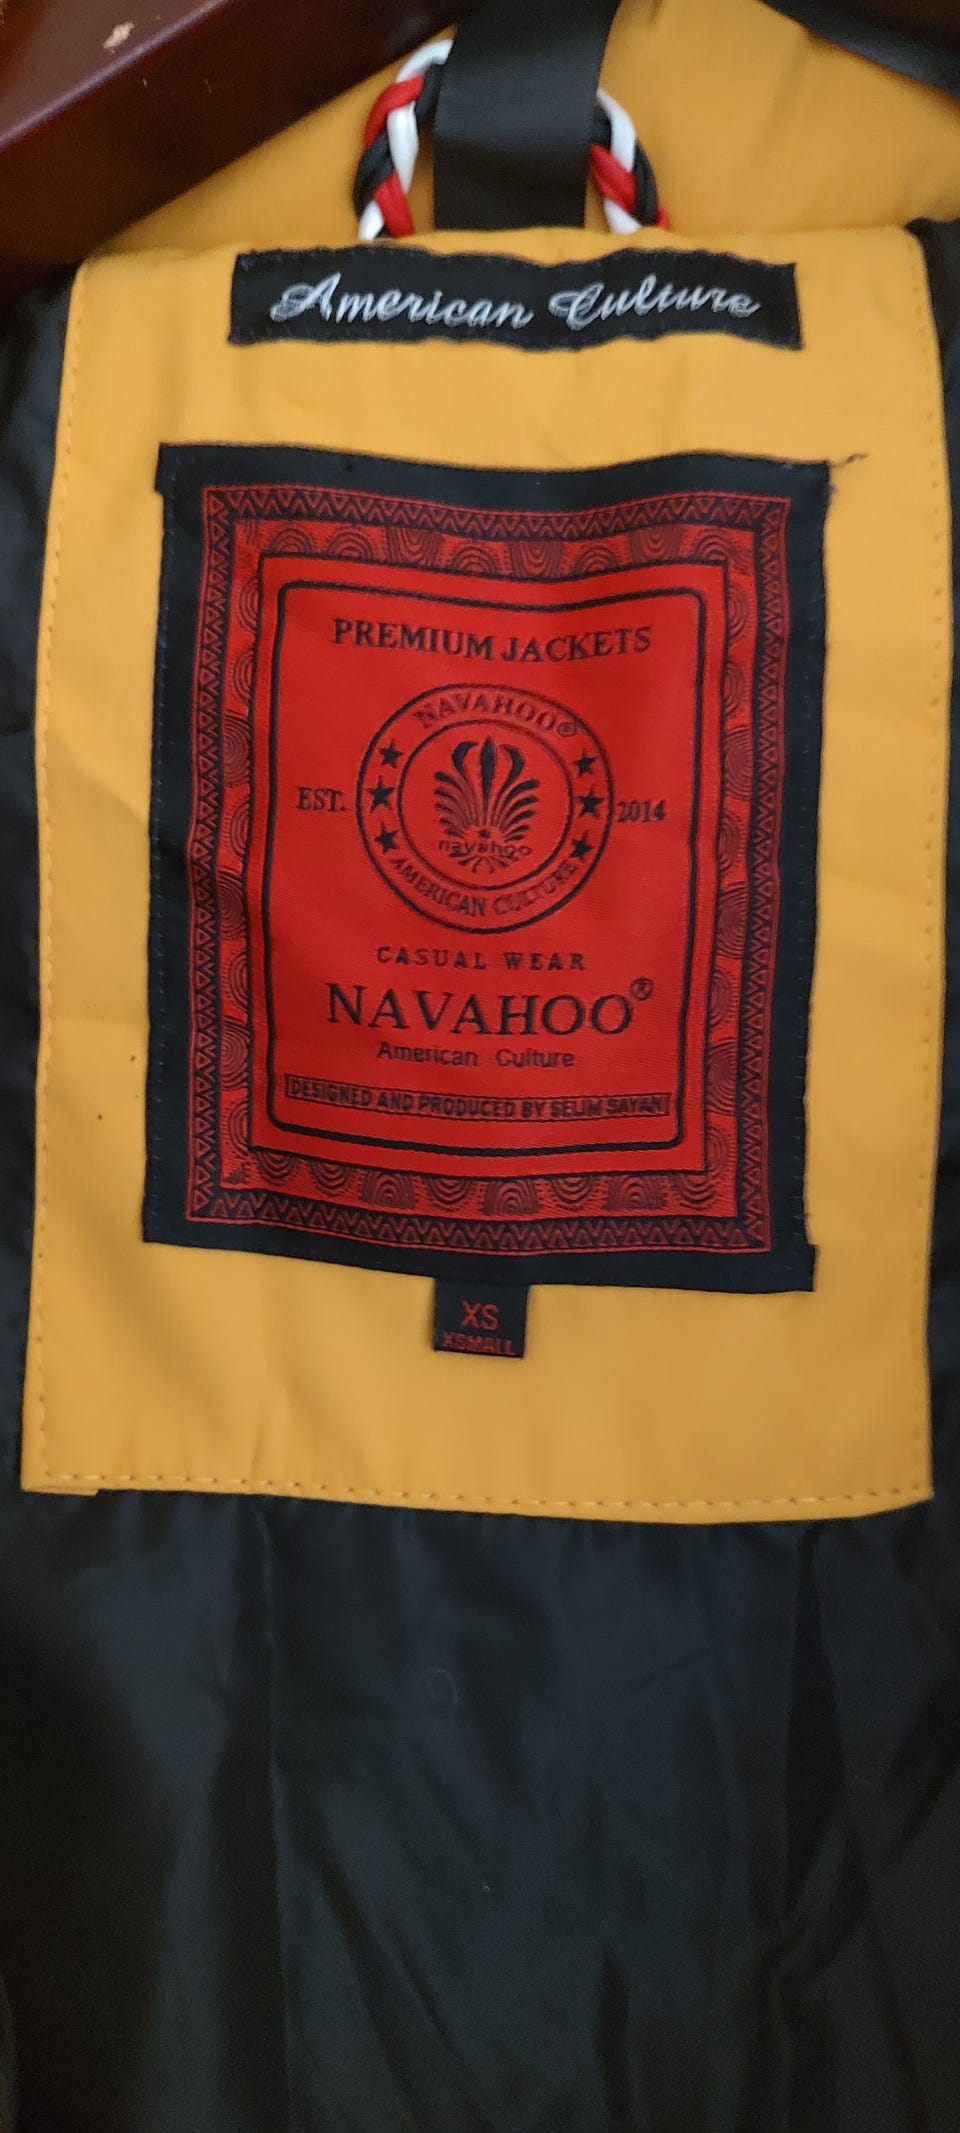 American Culture
PREMIUM JACKETS
NAVAHOO®
EST.
2014
navahoo
AMERICAN CULTURE
CASUAL WEAR
NAVAHOO®
American Culture
DESIGNED AND PRODUCED BY SELIM SAYAN
XS
XSMALL